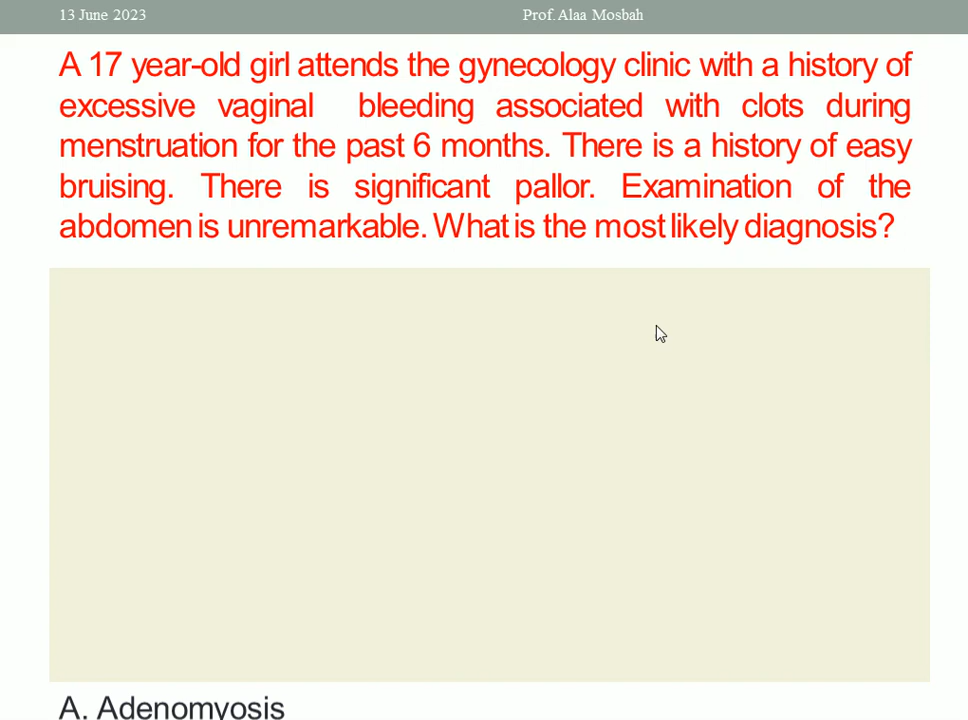 13 June 2023
Prof. Alaa Mosbah
A 17 year-old girl attends the gynecology clinic with a history of
excessive vaginal bleeding associated with clots during
menstruation for the past 6 months. There is a history of easy
bruising. There is significant pallor. Examination of the
abdomen is unremarkable. What is the most likely diagnosis?
A. Adenomyosis